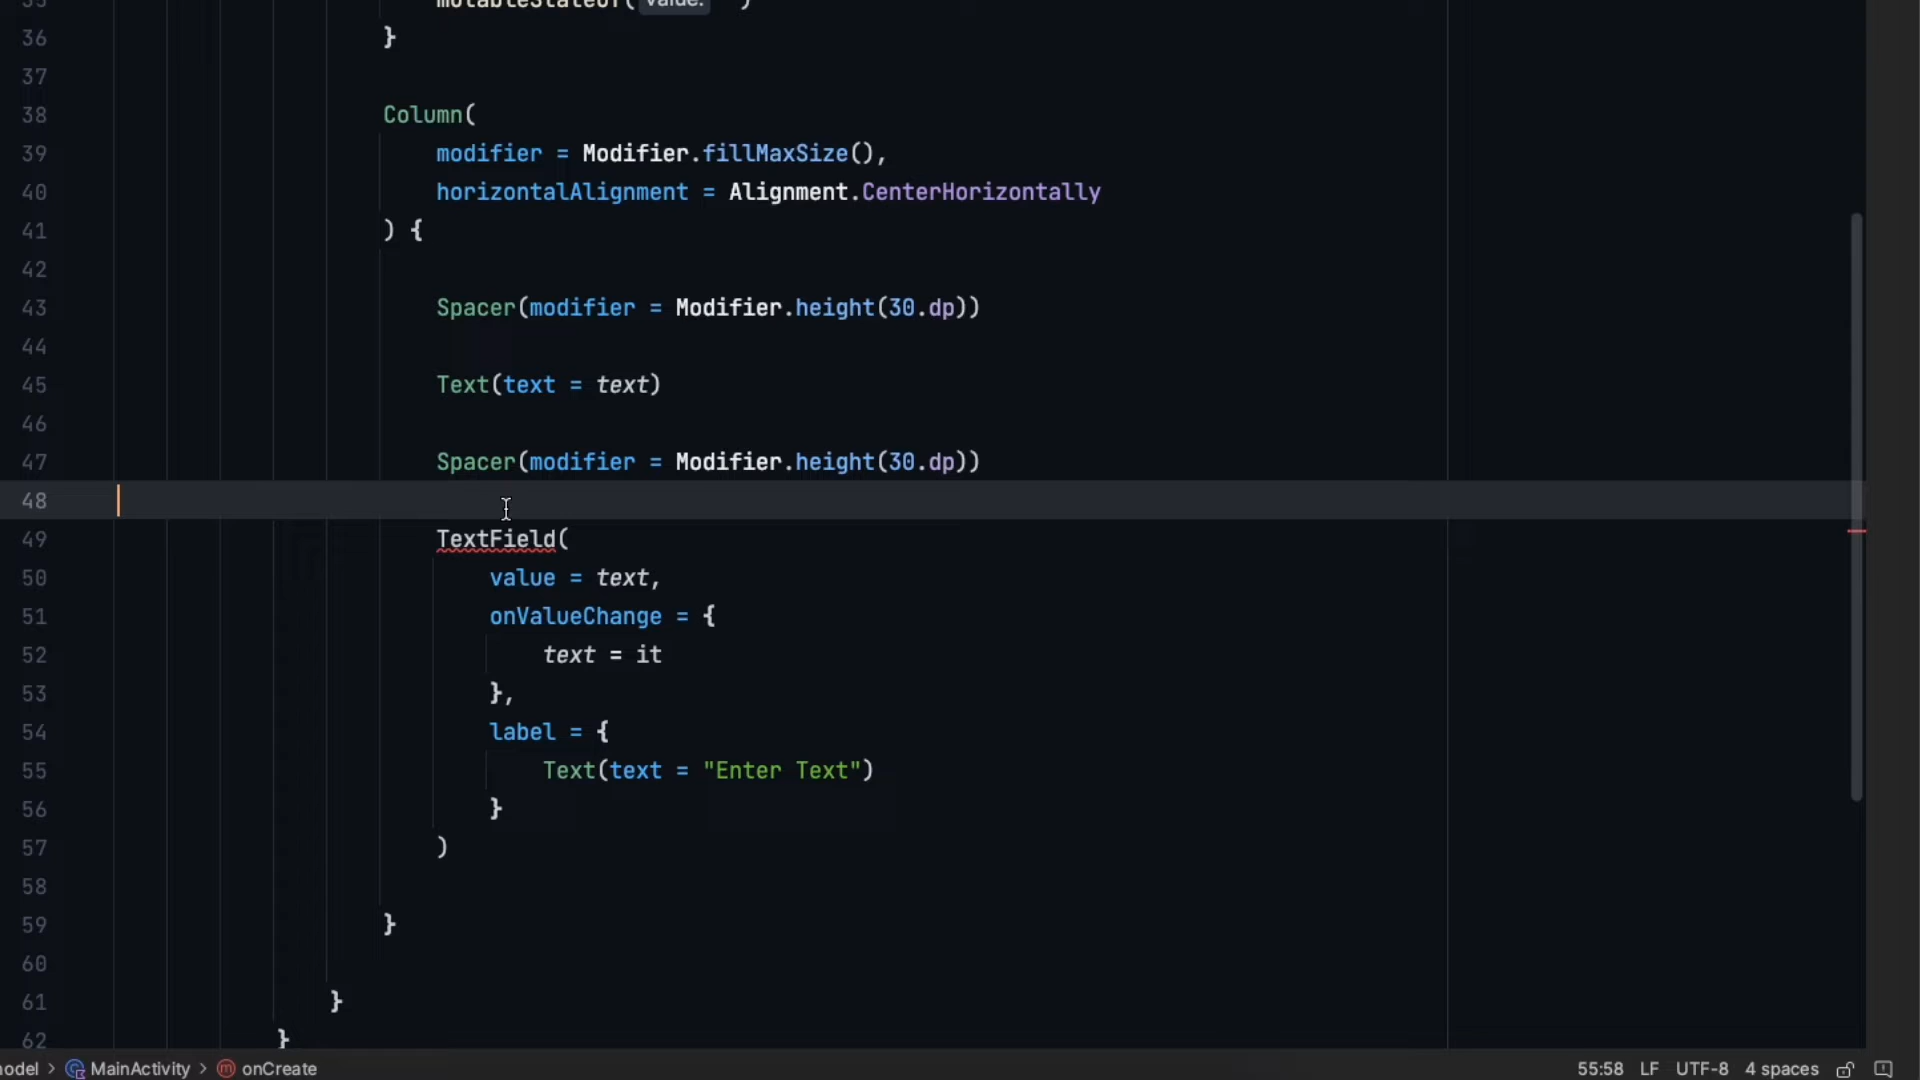 35 mutableStateOf( value: "")
36 }
37
38 Column(
39 modifier = Modifier.fillMaxSize(),
40 horizontalAlignment = Alignment.CenterHorizontally
41 ) {
42
43 Spacer(modifier = Modifier.height(30.dp))
44
45 Text(text = text)
46
47 Spacer(modifier = Modifier.height(30.dp))
48
49 TextField(
50 value = text,
51 onValueChange = {
52 text = it
53 },
54 label = {
55 Text(text = "Enter Text")
56 }
57 )
58
59 }
60
61 }
62 }
MainActivity > onCreate 55:58 LF UTF-8 4 spaces